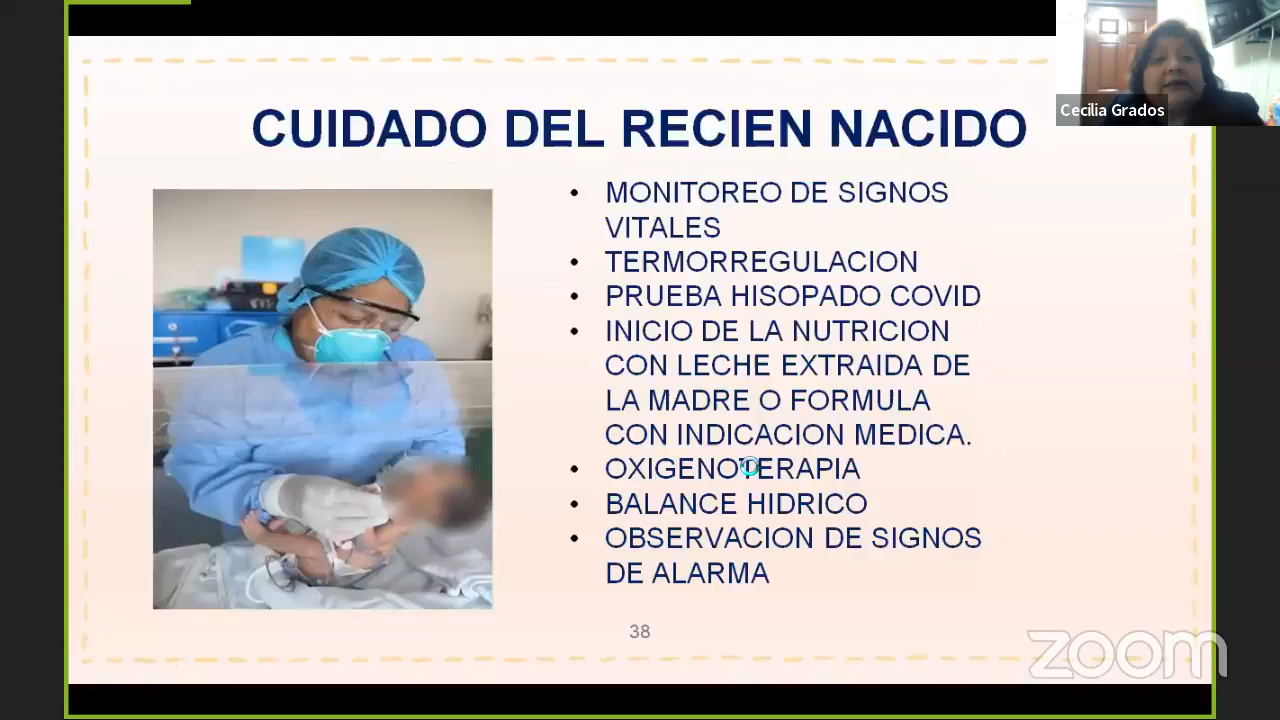 Cecilia Grados
CUIDADO DEL RECIEN NACIDO
• MONITOREO DE SIGNOS
VITALES
• TERMORREGULACION
• PRUEBA HISOPADO COVID
• INICIO DE LA NUTRICION
CON LECHE EXTRAIDA DE
LA MADRE O FORMULA
CON INDICACION MEDICA.
• OXIGENOTERAPIA
• BALANCE HIDRICO
• OBSERVACION DE SIGNOS
DE ALARMA
38
zoom